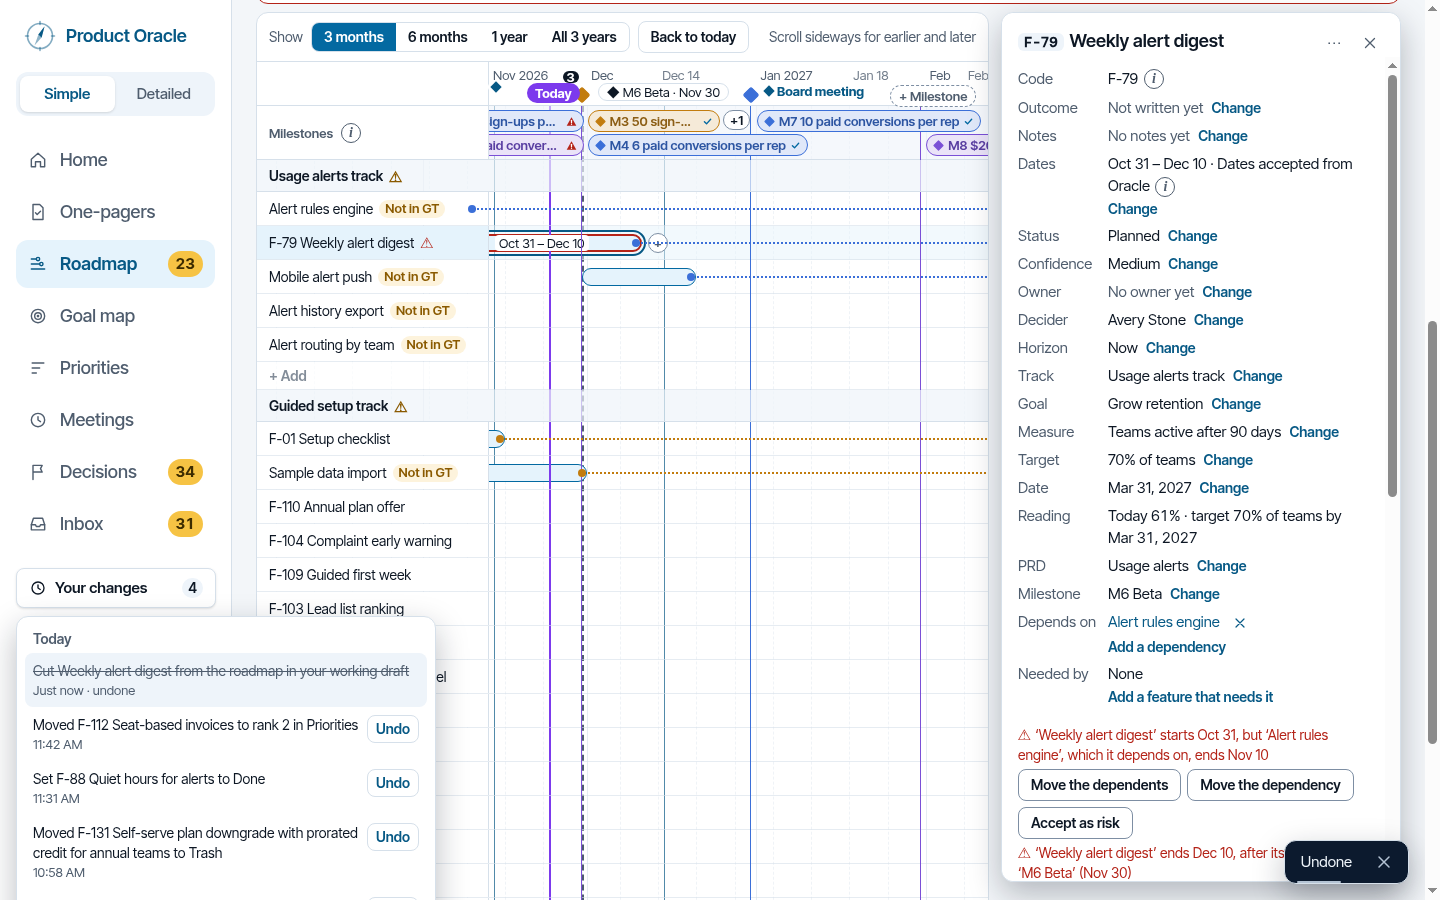 Product Oracle
Simple
Detailed
Home
One-pagers
Roadmap 23
Goal map
Priorities
Meetings
Decisions 34
Inbox 31
Your changes 4
Today
Cut Weekly alert digest from the roadmap in your working draft
Just now · undone
Moved F-112 Seat-based invoices to rank 2 in Priorities
Undo
11:42 AM
Set F-88 Quiet hours for alerts to Done
Undo
11:31 AM
Moved F-131 Self-serve plan downgrade with prorated
credit for annual teams to Trash
Undo
10:58 AM
Show
3 months
6 months
1 year
All 3 years
Back to today
Scroll sideways for earlier and later
Nov 2026
3
Dec
Dec 14
Jan 2027
Jan 18
Feb
Feb
Today
M6 Beta · Nov 30
Board meeting
+ Milestone
Milestones i
ign-ups p...
M3 50 sign-...
+1
M7 10 paid conversions per rep
aid conver...
M4 6 paid conversions per rep
M8 $20
Usage alerts track
Alert rules engine Not in GT
F-79 Weekly alert digest
Oct 31 – Dec 10
Mobile alert push Not in GT
Alert history export Not in GT
Alert routing by team Not in GT
+ Add
Guided setup track
F-01 Setup checklist
Sample data import Not in GT
F-110 Annual plan offer
F-104 Complaint early warning
F-109 Guided first week
F-103 Lead list ranking
el
F-79 Weekly alert digest
Code F-79 i
Outcome Not written yet Change
Notes No notes yet Change
Dates Oct 31 – Dec 10 · Dates accepted from
Oracle i
Change
Status Planned Change
Confidence Medium Change
Owner No owner yet Change
Decider Avery Stone Change
Horizon Now Change
Track Usage alerts track Change
Goal Grow retention Change
Measure Teams active after 90 days Change
Target 70% of teams Change
Date Mar 31, 2027 Change
Reading Today 61% · target 70% of teams by
Mar 31, 2027
PRD Usage alerts Change
Milestone M6 Beta Change
Depends on Alert rules engine
Add a dependency
Needed by None
Add a feature that needs it
‘Weekly alert digest’ starts Oct 31, but ‘Alert rules
engine’, which it depends on, ends Nov 10
Move the dependents
Move the dependency
Accept as risk
‘Weekly alert digest’ ends Dec 10, after its
‘M6 Beta’ (Nov 30)
Undone